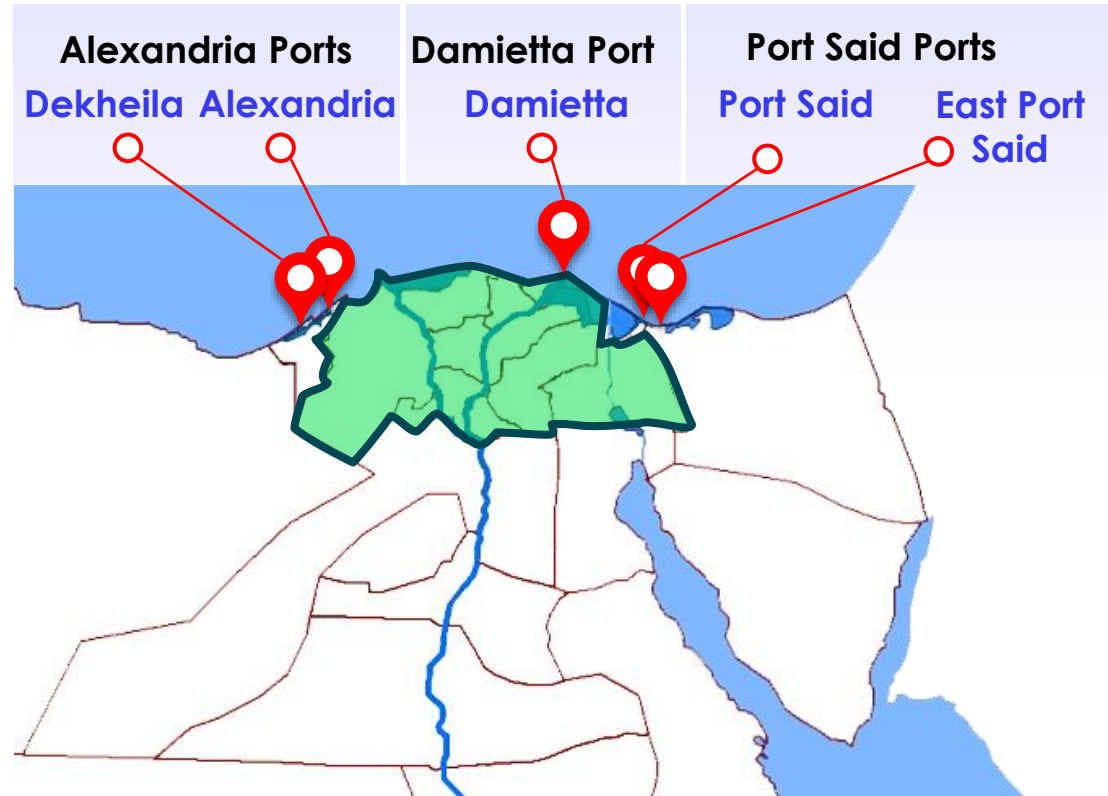 Alexandria Ports
Dekheila Alexandria
Damietta Port
Damietta
Port Said Ports
Port Said
East Port
Said